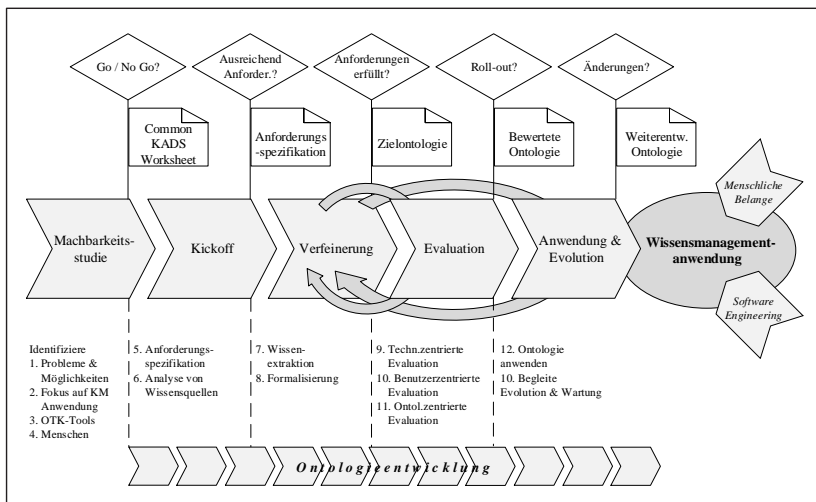 Go / No Go?
Ausreichend
Anforder.?
Anforderungen
erfüllt?
Roll-out?
Änderungen?
Common
KADS
Worksheet
Anforderungs
-spezifikation
Zielontologie
Bewertete
Ontologie
Weiterentw.
Ontologie
Menschliche
Belange
Machbarkeits-
studie
Kickoff
Verfeinerung
Evaluation
Anwendung &
Evolution
Wissensmanagement-
anwendung
Software
Engineering
Identifiziere
1. Probleme &
Möglichkeiten
2. Fokus auf KM
Anwendung
3. OTK-Tools
4. Menschen
5. Anforderungs-
spezifikation
6. Analyse von
Wissensquellen
7. Wissen-
extraktion
8. Formalisierung
9. Techn.zentrierte
Evaluation
10. Benutzerzentrierte
Evaluation
11. Ontol.zentrierte
Evaluation
12. Ontologie
anwenden
10. Begleite
Evolution & Wartung
Ontologieentwicklung